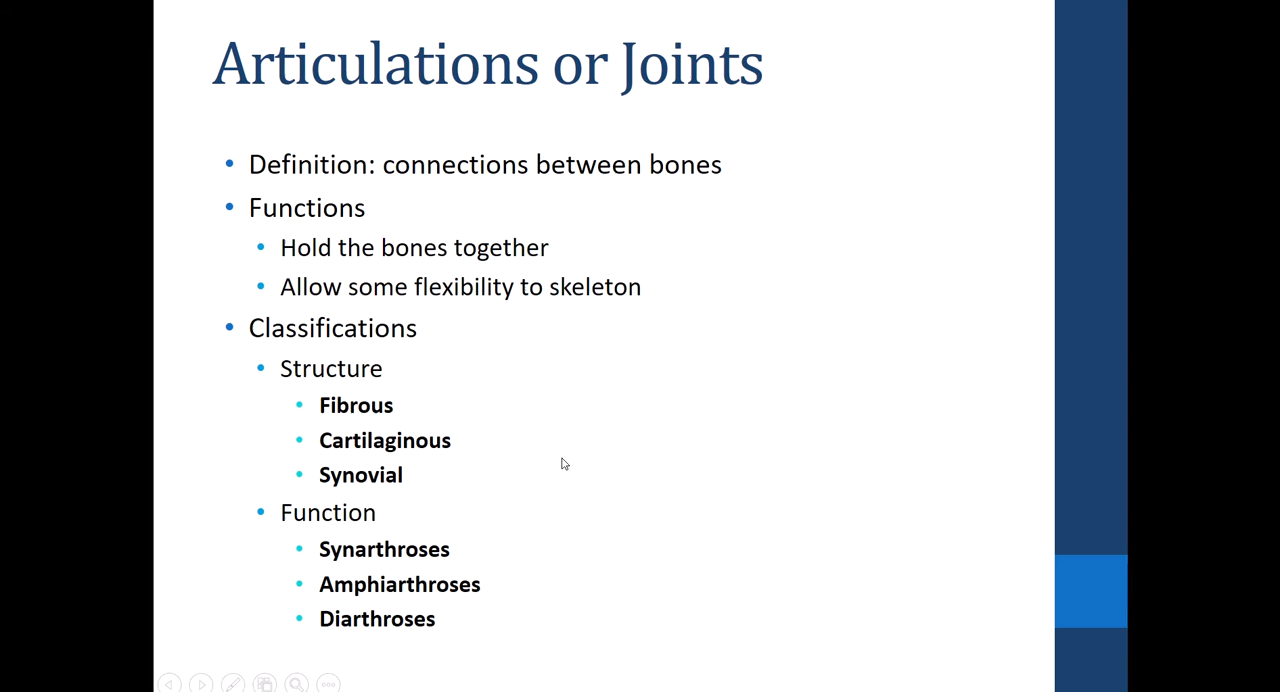 Articulations or Joints
• Definition: connections between bones
• Functions
• Hold the bones together
• Allow some flexibility to skeleton
• Classifications
• Structure
• Fibrous
• Cartilaginous
• Synovial
• Function
• Synarthroses
• Amphiarthroses
• Diarthroses